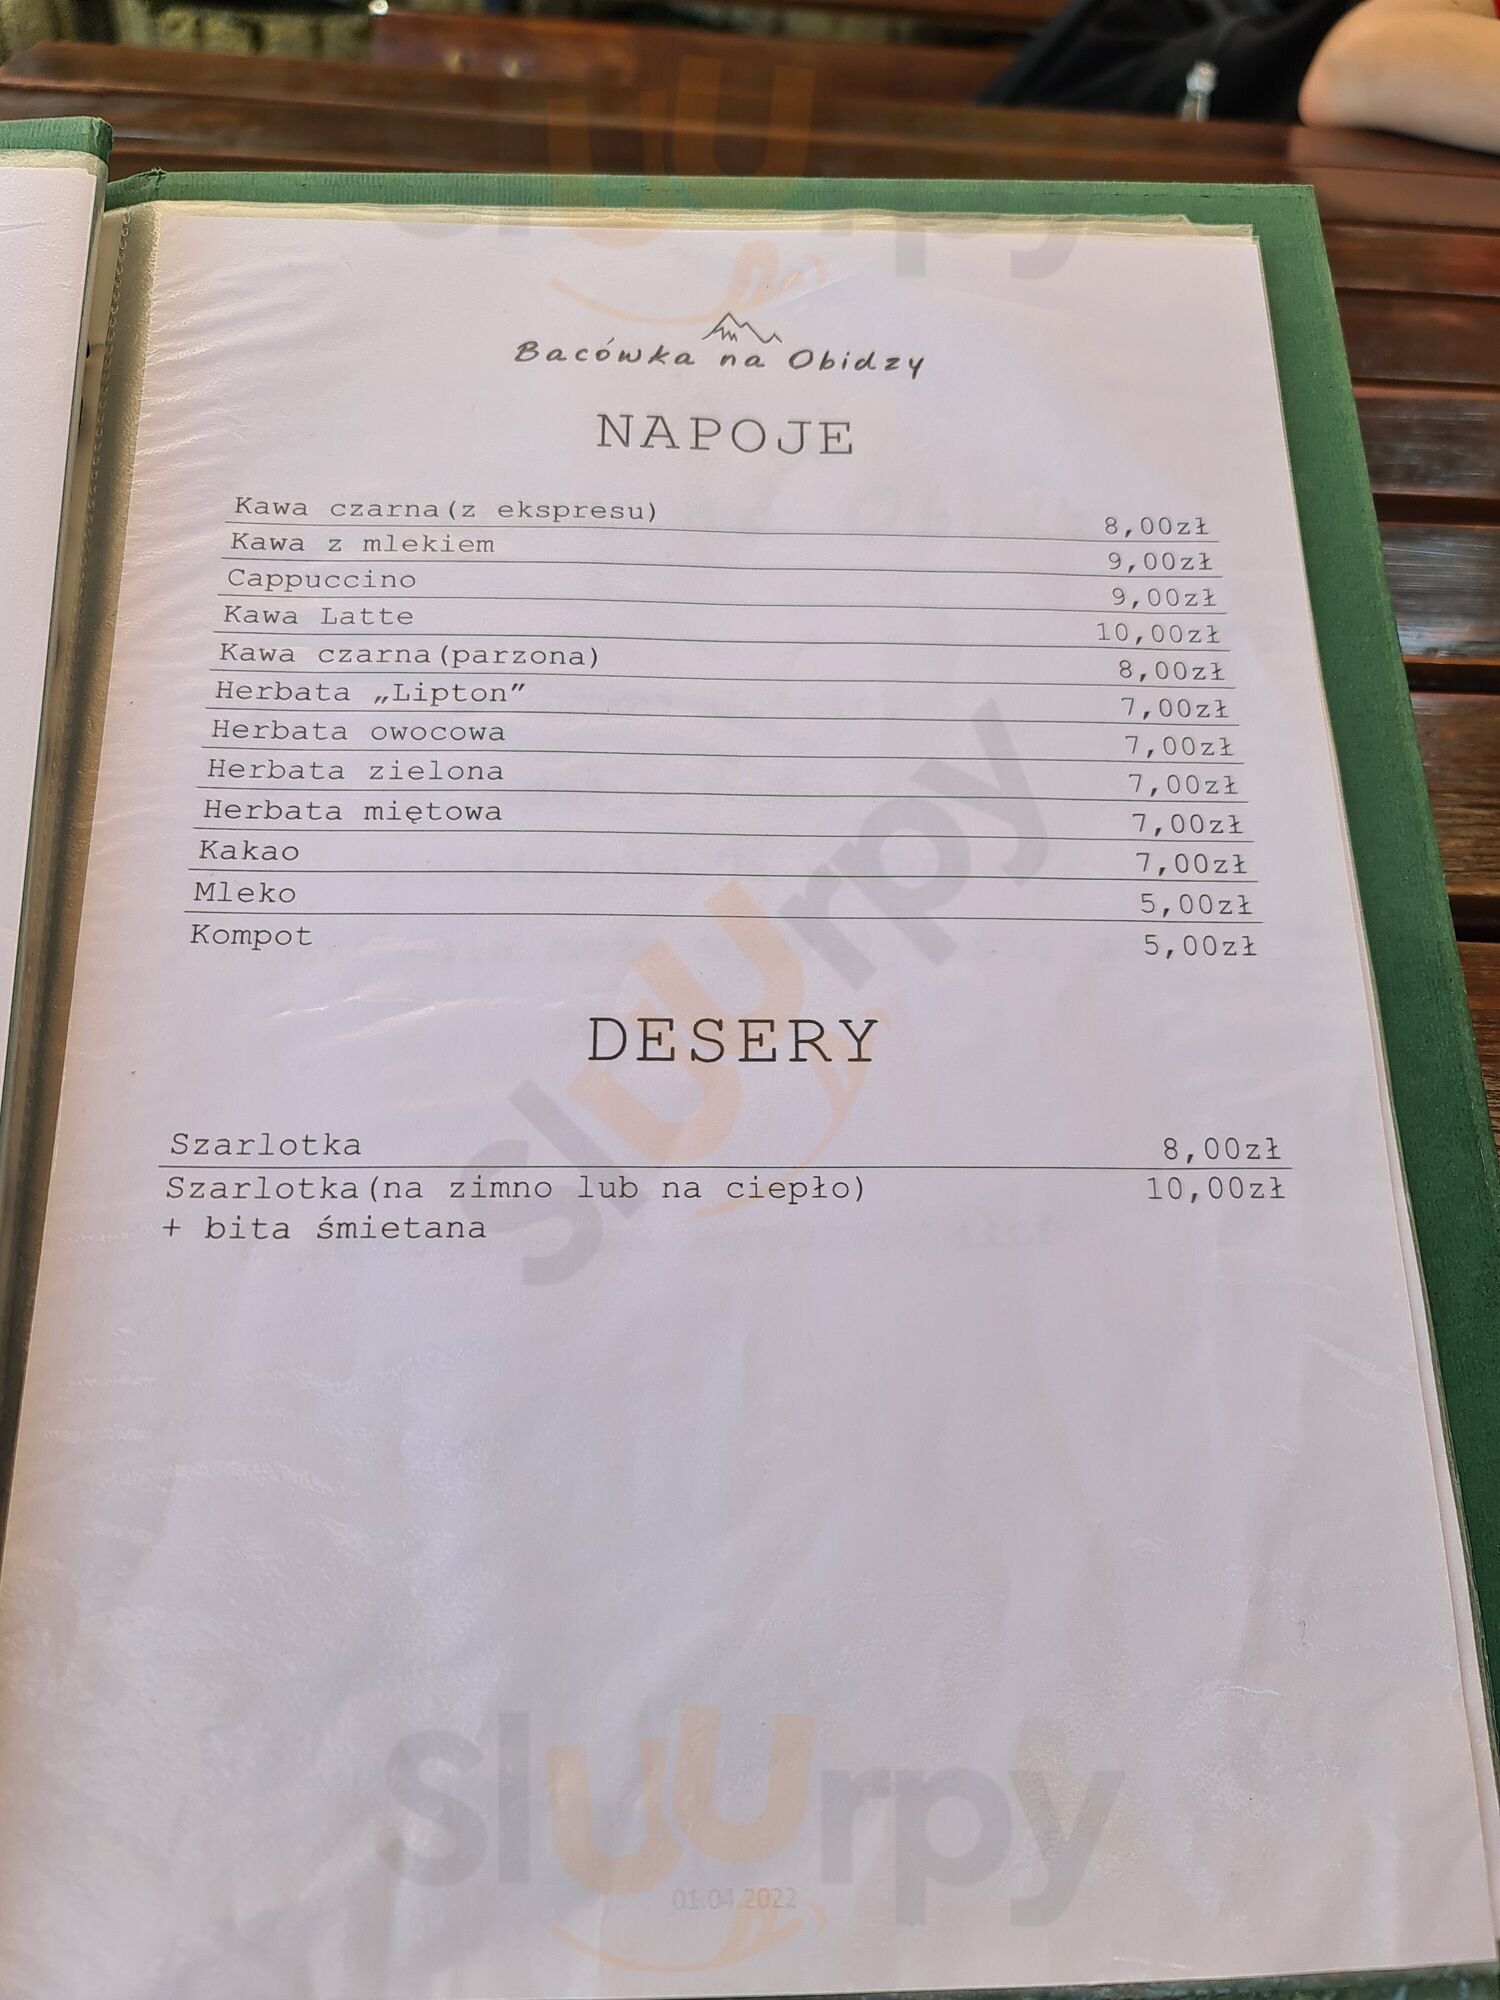 Bacówka na Obidzy
NAPOJE
Kawa czarna(z ekspresu) 8,00zł
Kawa z mlekiem 9,00zł
Cappuccino 9,00zł
Kawa Latte 10,00zł
Kawa czarna(parzona) 8,00zł
Herbata „Lipton” 7,00zł
Herbata owocowa 7,00zł
Herbata zielona 7,00zł
Herbata miętowa 7,00zł
Kakao 7,00zł
Mleko 5,00zł
Kompot 5,00zł
DESERY
Szarlotka 8,00zł
Szarlotka(na zimno lub na ciepło) 10,00zł
+ bita śmietana
01.04.2022
sluurpy
sluurpy
sluurpy